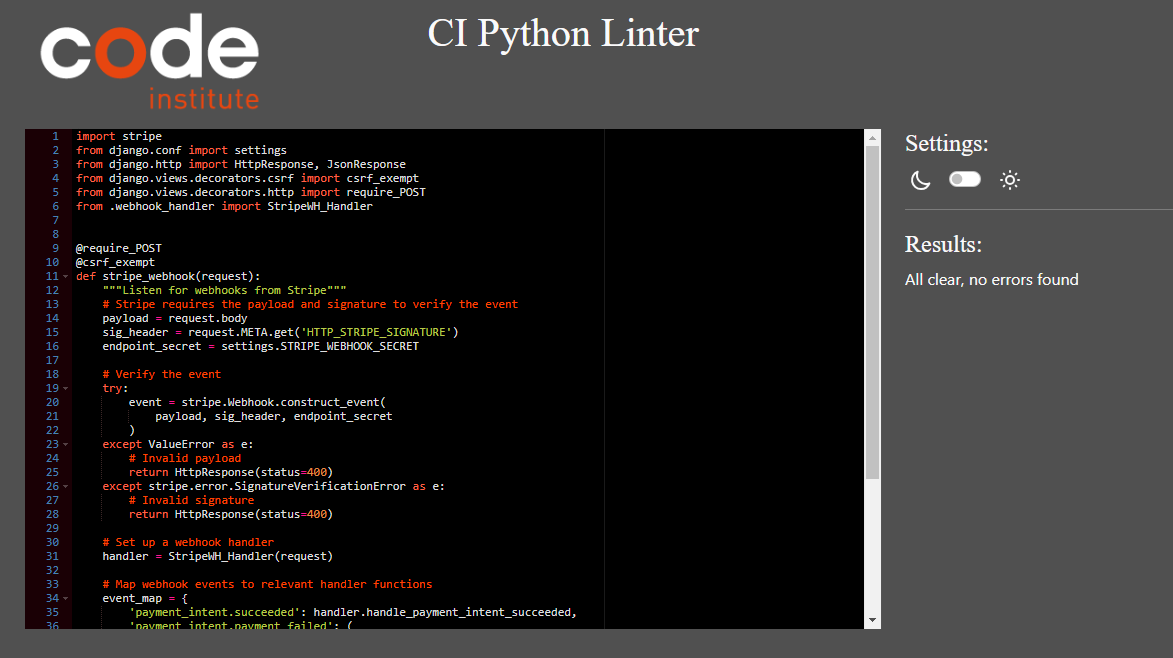 code
institute
CI Python Linter
1 import stripe
2 from django.conf import settings
3 from django.http import HttpResponse, JsonResponse
4 from django.views.decorators.csrf import csrf_exempt
5 from django.views.decorators.http import require_POST
6 from .webhook_handler import StripeWH_Handler
7
8
9 @require_POST
10 @csrf_exempt
11 def stripe_webhook(request):
12     """Listen for webhooks from Stripe"""
13     # Stripe requires the payload and signature to verify the event
14     payload = request.body
15     sig_header = request.META.get('HTTP_STRIPE_SIGNATURE')
16     endpoint_secret = settings.STRIPE_WEBHOOK_SECRET
17
18     # Verify the event
19     try:
20         event = stripe.Webhook.construct_event(
21             payload, sig_header, endpoint_secret
22         )
23     except ValueError as e:
24         # Invalid payload
25         return HttpResponse(status=400)
26     except stripe.error.SignatureVerificationError as e:
27         # Invalid signature
28         return HttpResponse(status=400)
29
30     # Set up a webhook handler
31     handler = StripeWH_Handler(request)
32
33     # Map webhook events to relevant handler functions
34     event_map = {
35         'payment_intent.succeeded': handler.handle_payment_intent_succeeded,
36         'payment_intent.payment_failed': (
Settings:
Results:
All clear, no errors found